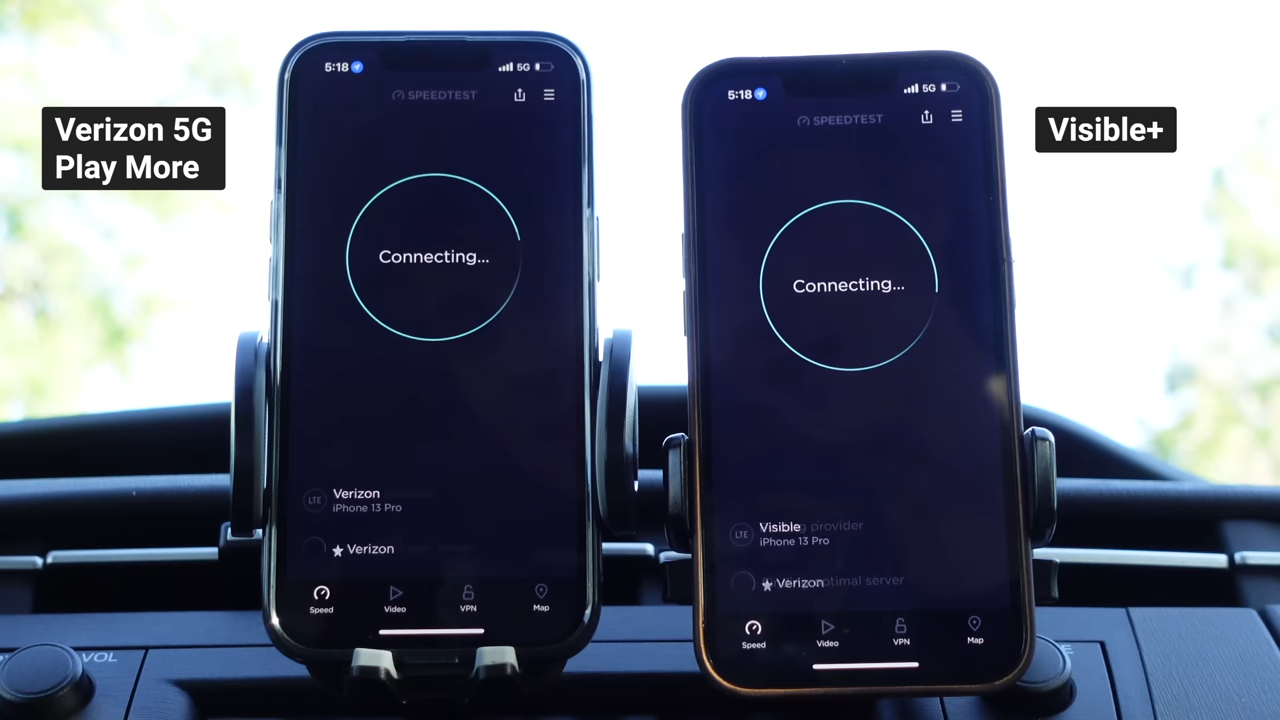 Verizon 5G
Play More
5:18
5G
SPEEDTEST
Connecting...
LTE
Verizon
iPhone 13 Pro
Verizon
Speed
Video
VPN
Map
VOL
Visible+
5:18
5G
SPEEDTEST
Connecting...
LTE
Visible provider
iPhone 13 Pro
Verizon optimal server
Speed
Video
VPN
Map